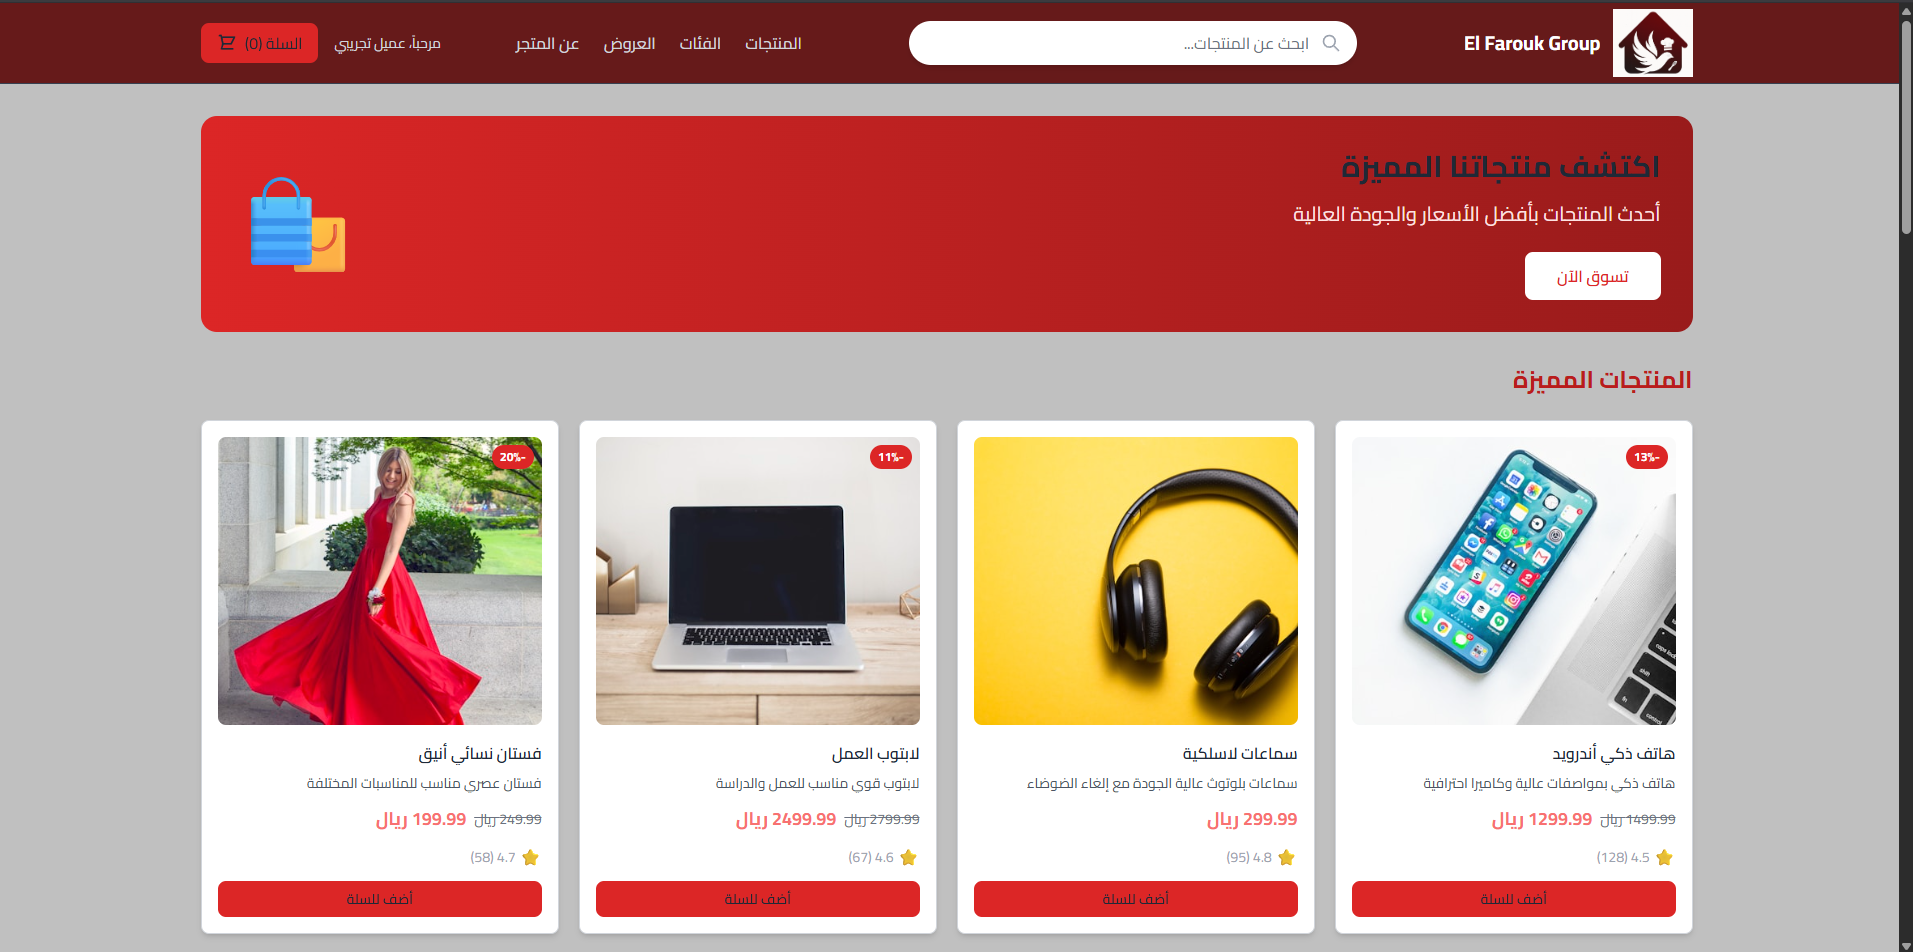 El Farouk Group
ابحث عن المنتجات...
المنتجات
الفئات
العروض
عن المتجر
مرحباً، عميل تجريبي
السلة (0)
اكتشف منتجاتنا المميزة
أحدث المنتجات بأفضل الأسعار والجودة العالية
تسوق الآن
المنتجات المميزة
-13%
هاتف ذكي أندرويد
هاتف ذكي بمواصفات عالية وكاميرا احترافية
1499.99 ريال 1299.99 ريال
4.5 (128)
أضف للسلة
سماعات لاسلكية
سماعات بلوتوث عالية الجودة مع إلغاء الضوضاء
299.99 ريال
4.8 (95)
أضف للسلة
-11%
لابتوب العمل
لابتوب قوي مناسب للعمل والدراسة
2799.99 ريال 2499.99 ريال
4.6 (67)
أضف للسلة
-20%
فستان نسائي أنيق
فستان عصري مناسب للمناسبات المختلفة
249.99 ريال 199.99 ريال
4.7 (58)
أضف للسلة